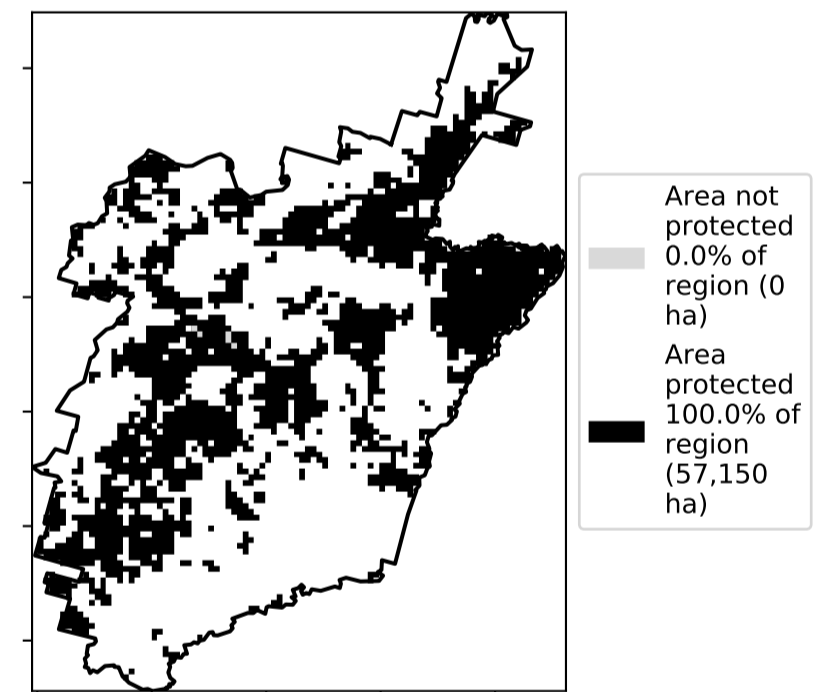 Area not
protected
0.0% of
region (0
ha)
Area
protected
100.0% of
region
(57,150
ha)